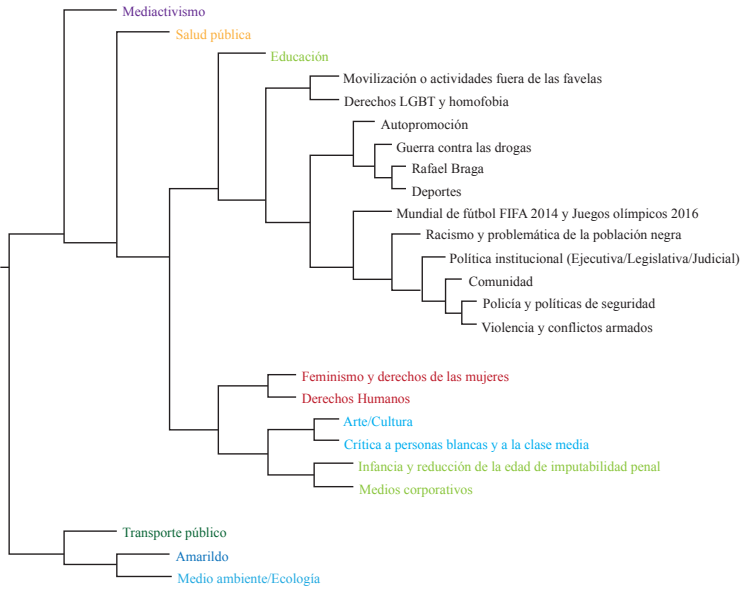 Mediactivismo
Salud pública
Educación
Movilización o actividades fuera de las favelas
Derechos LGBT y homofobia
Autopromoción
Guerra contra las drogas
Rafael Braga
Deportes
Mundial de fútbol FIFA 2014 y Juegos olímpicos 2016
Racismo y problemática de la población negra
Política institucional (Ejecutiva/Legislativa/Judicial)
Comunidad
Policía y políticas de seguridad
Violencia y conflictos armados
Feminismo y derechos de las mujeres
Derechos Humanos
Arte/Cultura
Crítica a personas blancas y a la clase media
Infancia y reducción de la edad de imputabilidad penal
Medios corporativos
Transporte público
Amarildo
Medio ambiente/Ecología